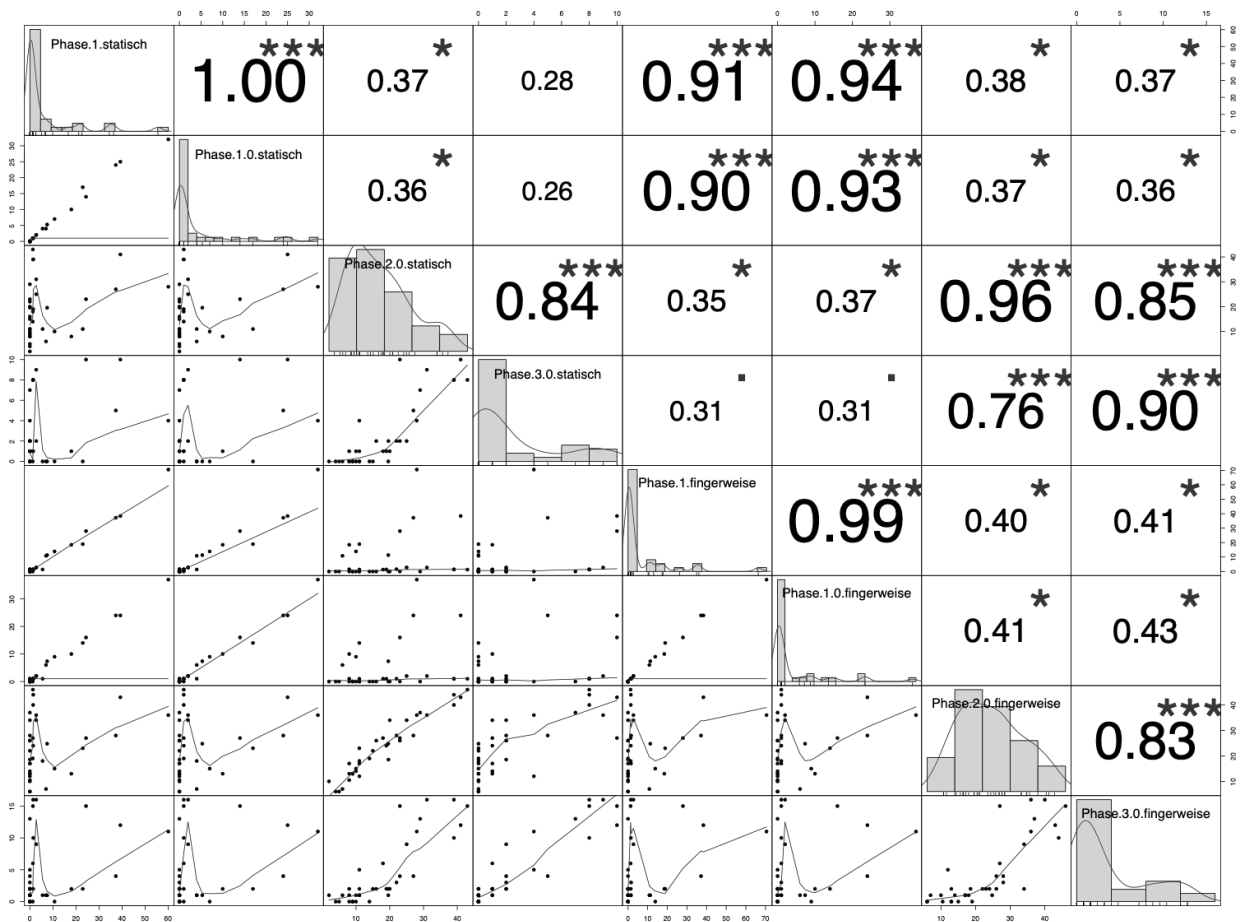 0 5 10 20 30 0 2 4 6 8 10 0 10 30 0 5 10 15
Phase.1.statisch
***
1.00
*
0.37
0.28
***
0.91
***
0.94
*
0.38
*
0.37
0 10 20 30 40 50 60
0 5 10 15 20 25 30
Phase.1.0.statisch
*
0.36
0.26
***
0.90
***
0.93
*
0.37
*
0.36
Phase.2.0.statisch
***
0.84
*
0.35
*
0.37
***
0.96
***
0.85
10 20 30 40
0 2 4 6 8 10
Phase.3.0.statisch
0.31
0.31
***
0.76
***
0.90
Phase.1.fingerweise
***
0.99
*
0.40
*
0.41
0 10 20 30 40 50 60 70
0 10 20 30
Phase.1.0.fingerweise
*
0.41
*
0.43
Phase.2.0.fingerweise
***
0.83
10 20 30 40
0 5 10 15
Phase.3.0.fingerweise
0 10 20 30 40 50 60 10 20 30 40 0 10 20 30 40 50 60 70 10 20 30 40